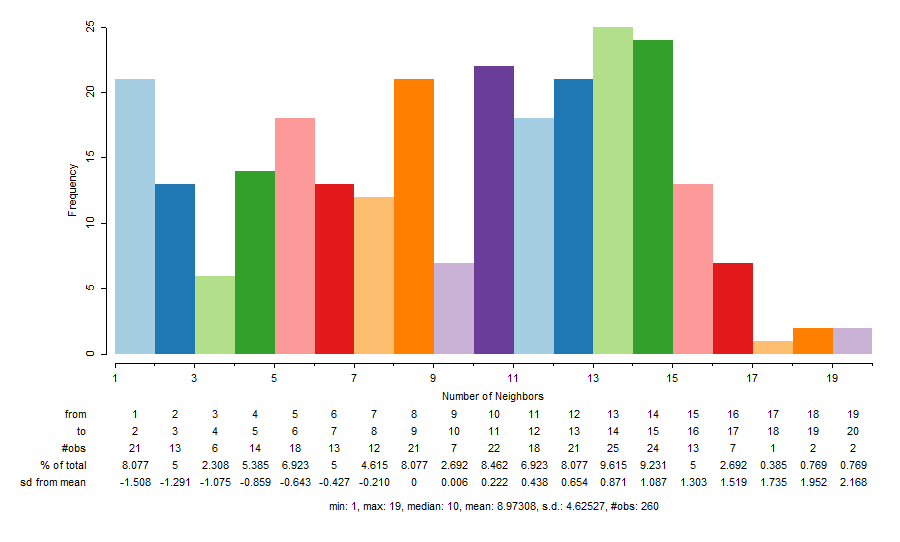 25
20
15
10
5
0
Frequency
1 3 5 7 9 11 13 15 17 19
Number of Neighbors
from 1 2 3 4 5 6 7 8 9 10 11 12 13 14 15 16 17 18 19
to 2 3 4 5 6 7 8 9 10 11 12 13 14 15 16 17 18 19 20
#obs 21 13 6 14 18 13 12 21 7 22 18 21 25 24 13 7 1 2 2
% of total 8.077 5 2.308 5.385 6.923 5 4.615 8.077 2.692 8.462 6.923 8.077 9.615 9.231 5 2.692 0.385 0.769 0.769
sd from mean -1.508 -1.291 -1.075 -0.859 -0.643 -0.427 -0.210 0 0.006 0.222 0.438 0.654 0.871 1.087 1.303 1.519 1.735 1.952 2.168
min: 1, max: 19, median: 10, mean: 8.97308, s.d.: 4.62527, #obs: 260